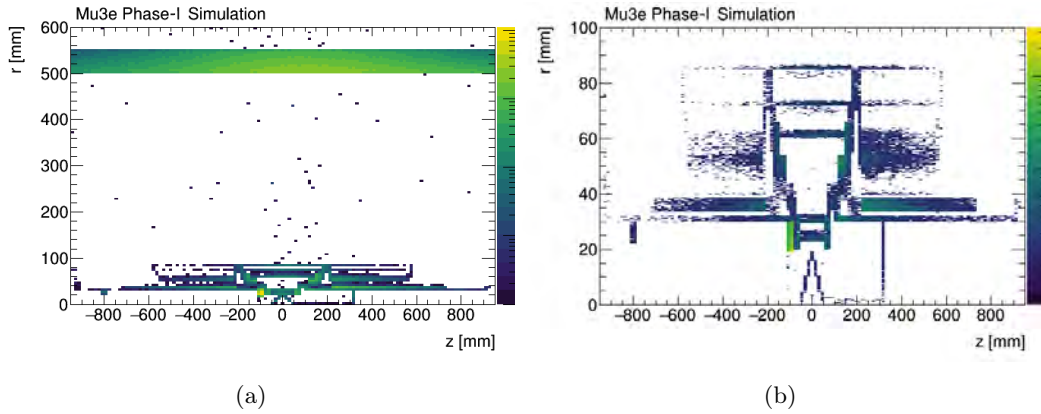 Mu3e Phase-I Simulation
r [mm]
600
500
400
300
200
100
0
−800 −600 −400 −200 0 200 400 600 800
z [mm]
(a)
Mu3e Phase-I Simulation
r [mm]
100
80
60
40
20
0
−800 −600 −400 −200 0 200 400 600 800
z [mm]
(b)